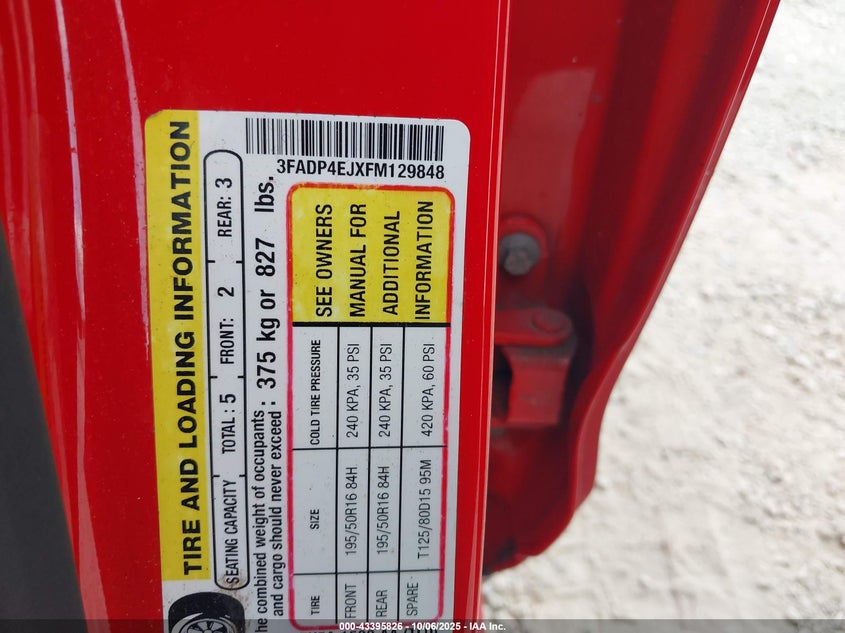 3FADP4EJXFM129848
TIRE AND LOADING INFORMATION
SEATING CAPACITY TOTAL : 5 FRONT: 2 REAR: 3
he combined weight of occupants
and cargo should never exceed : 375 kg or 827 lbs.
TIRE SIZE COLD TIRE PRESSURE
FRONT 195/50R16 84H 240 KPA, 35 PSI
REAR 195/50R16 84H 240 KPA, 35 PSI
SPARE T125/80D15 95M 420 KPA, 60 PSI
SEE OWNERS
MANUAL FOR
ADDITIONAL
INFORMATION
000-43395826 - 10/06/2025 - IAA Inc.